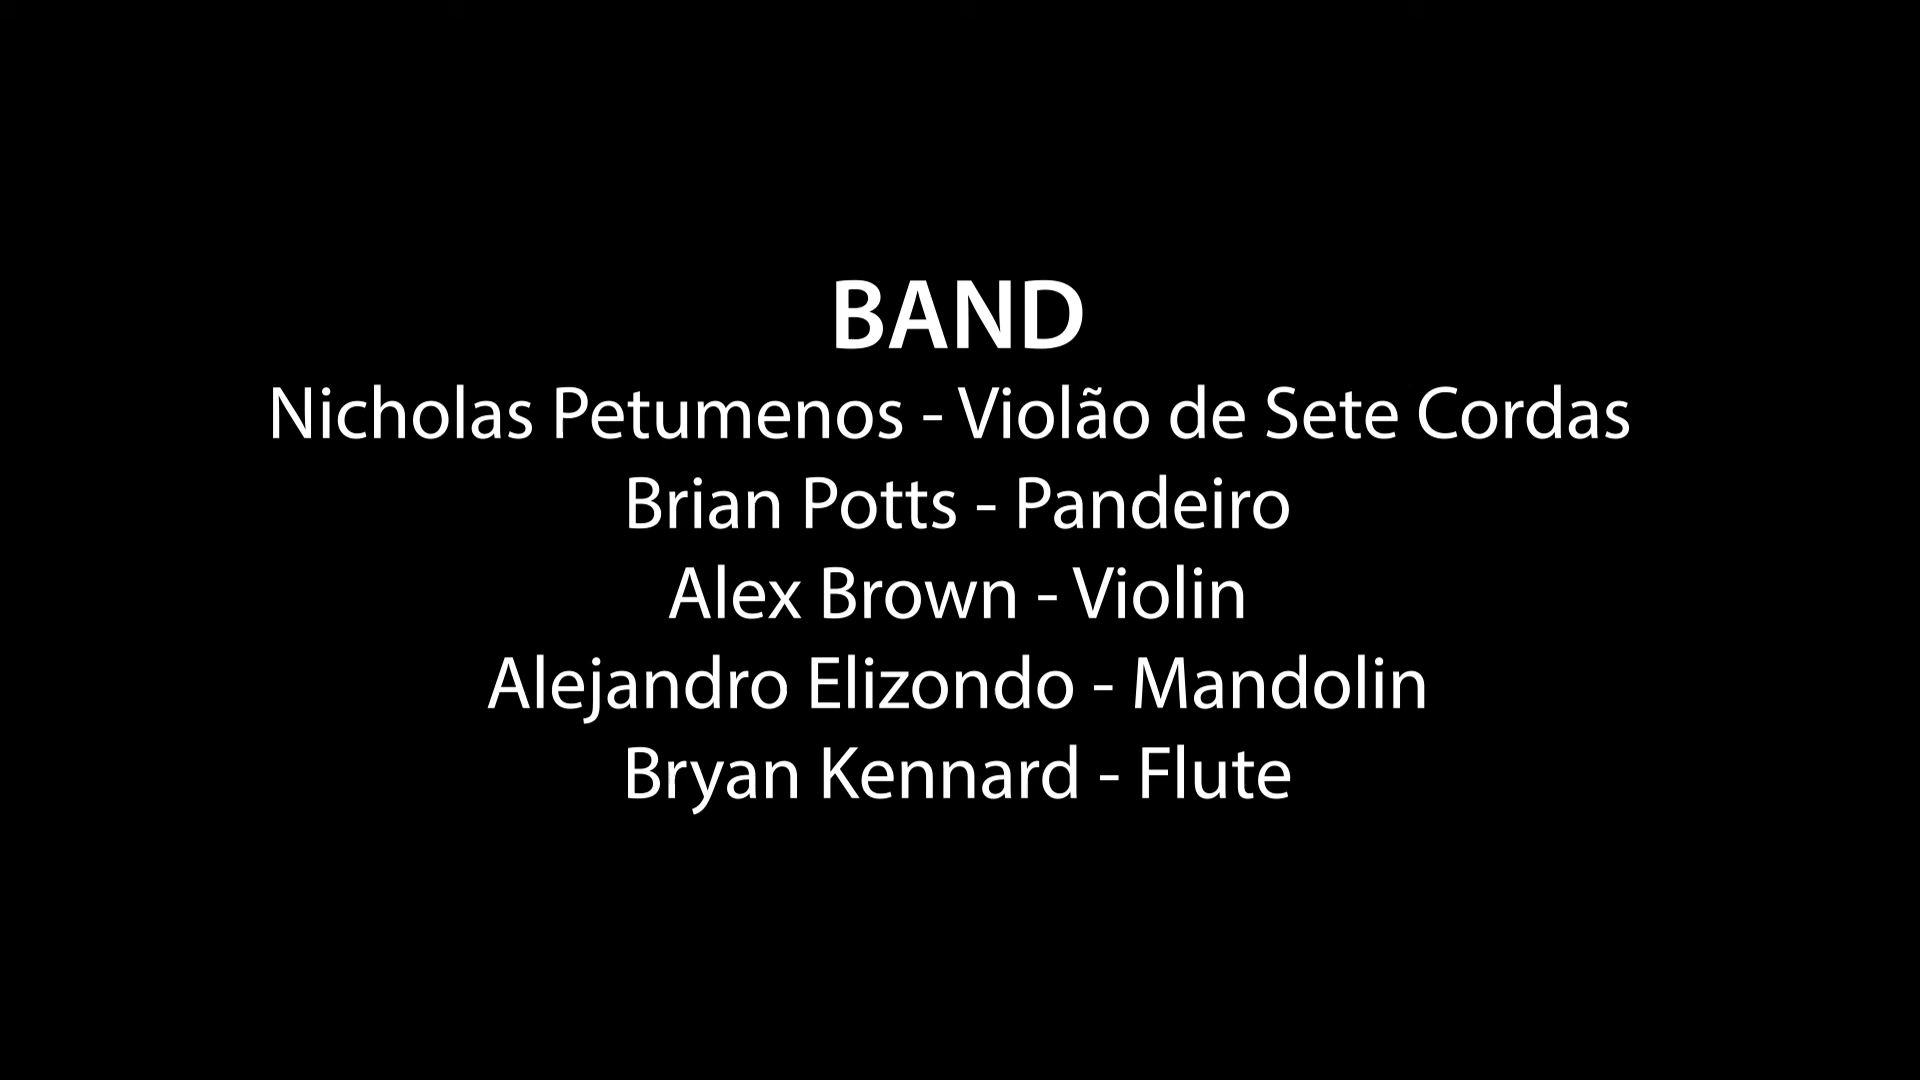 BAND
Nicholas Petumenos - Violão de Sete Cordas
Brian Potts - Pandeiro
Alex Brown - Violin
Alejandro Elizondo - Mandolin
Bryan Kennard - Flute